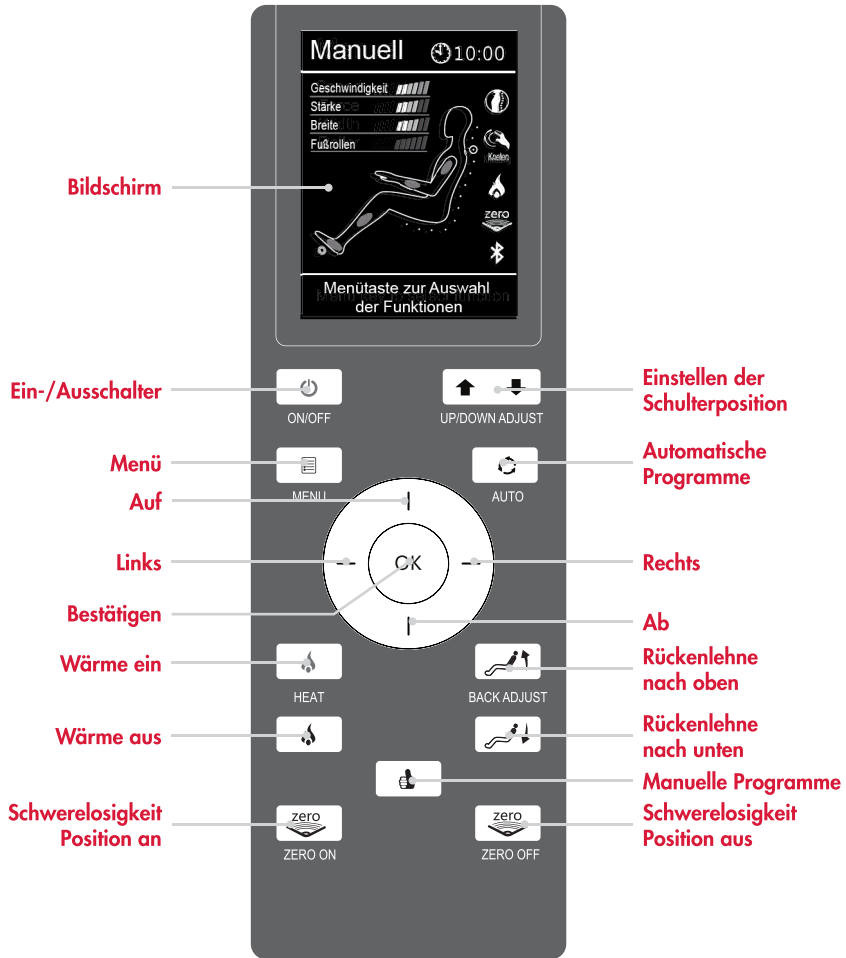 Manuell 10:00
Geschwindigkeit
Stärke
Breite
Fußrollen
Kneten
zero
Menütaste zur Auswahl
der Funktionen
Bildschirm
Ein-/Ausschalter
ON/OFF
UP/DOWN ADJUST
Einstellen der
Schulterposition
Menü
MENU
AUTO
Automatische
Programme
Auf
Links
OK
Rechts
Bestätigen
Ab
Wärme ein
HEAT
BACK ADJUST
Rückenlehne
nach oben
Wärme aus
Rückenlehne
nach unten
Manuelle Programme
Schwerelosigkeit
Position an
zero
ZERO ON
zero
ZERO OFF
Schwerelosigkeit
Position aus